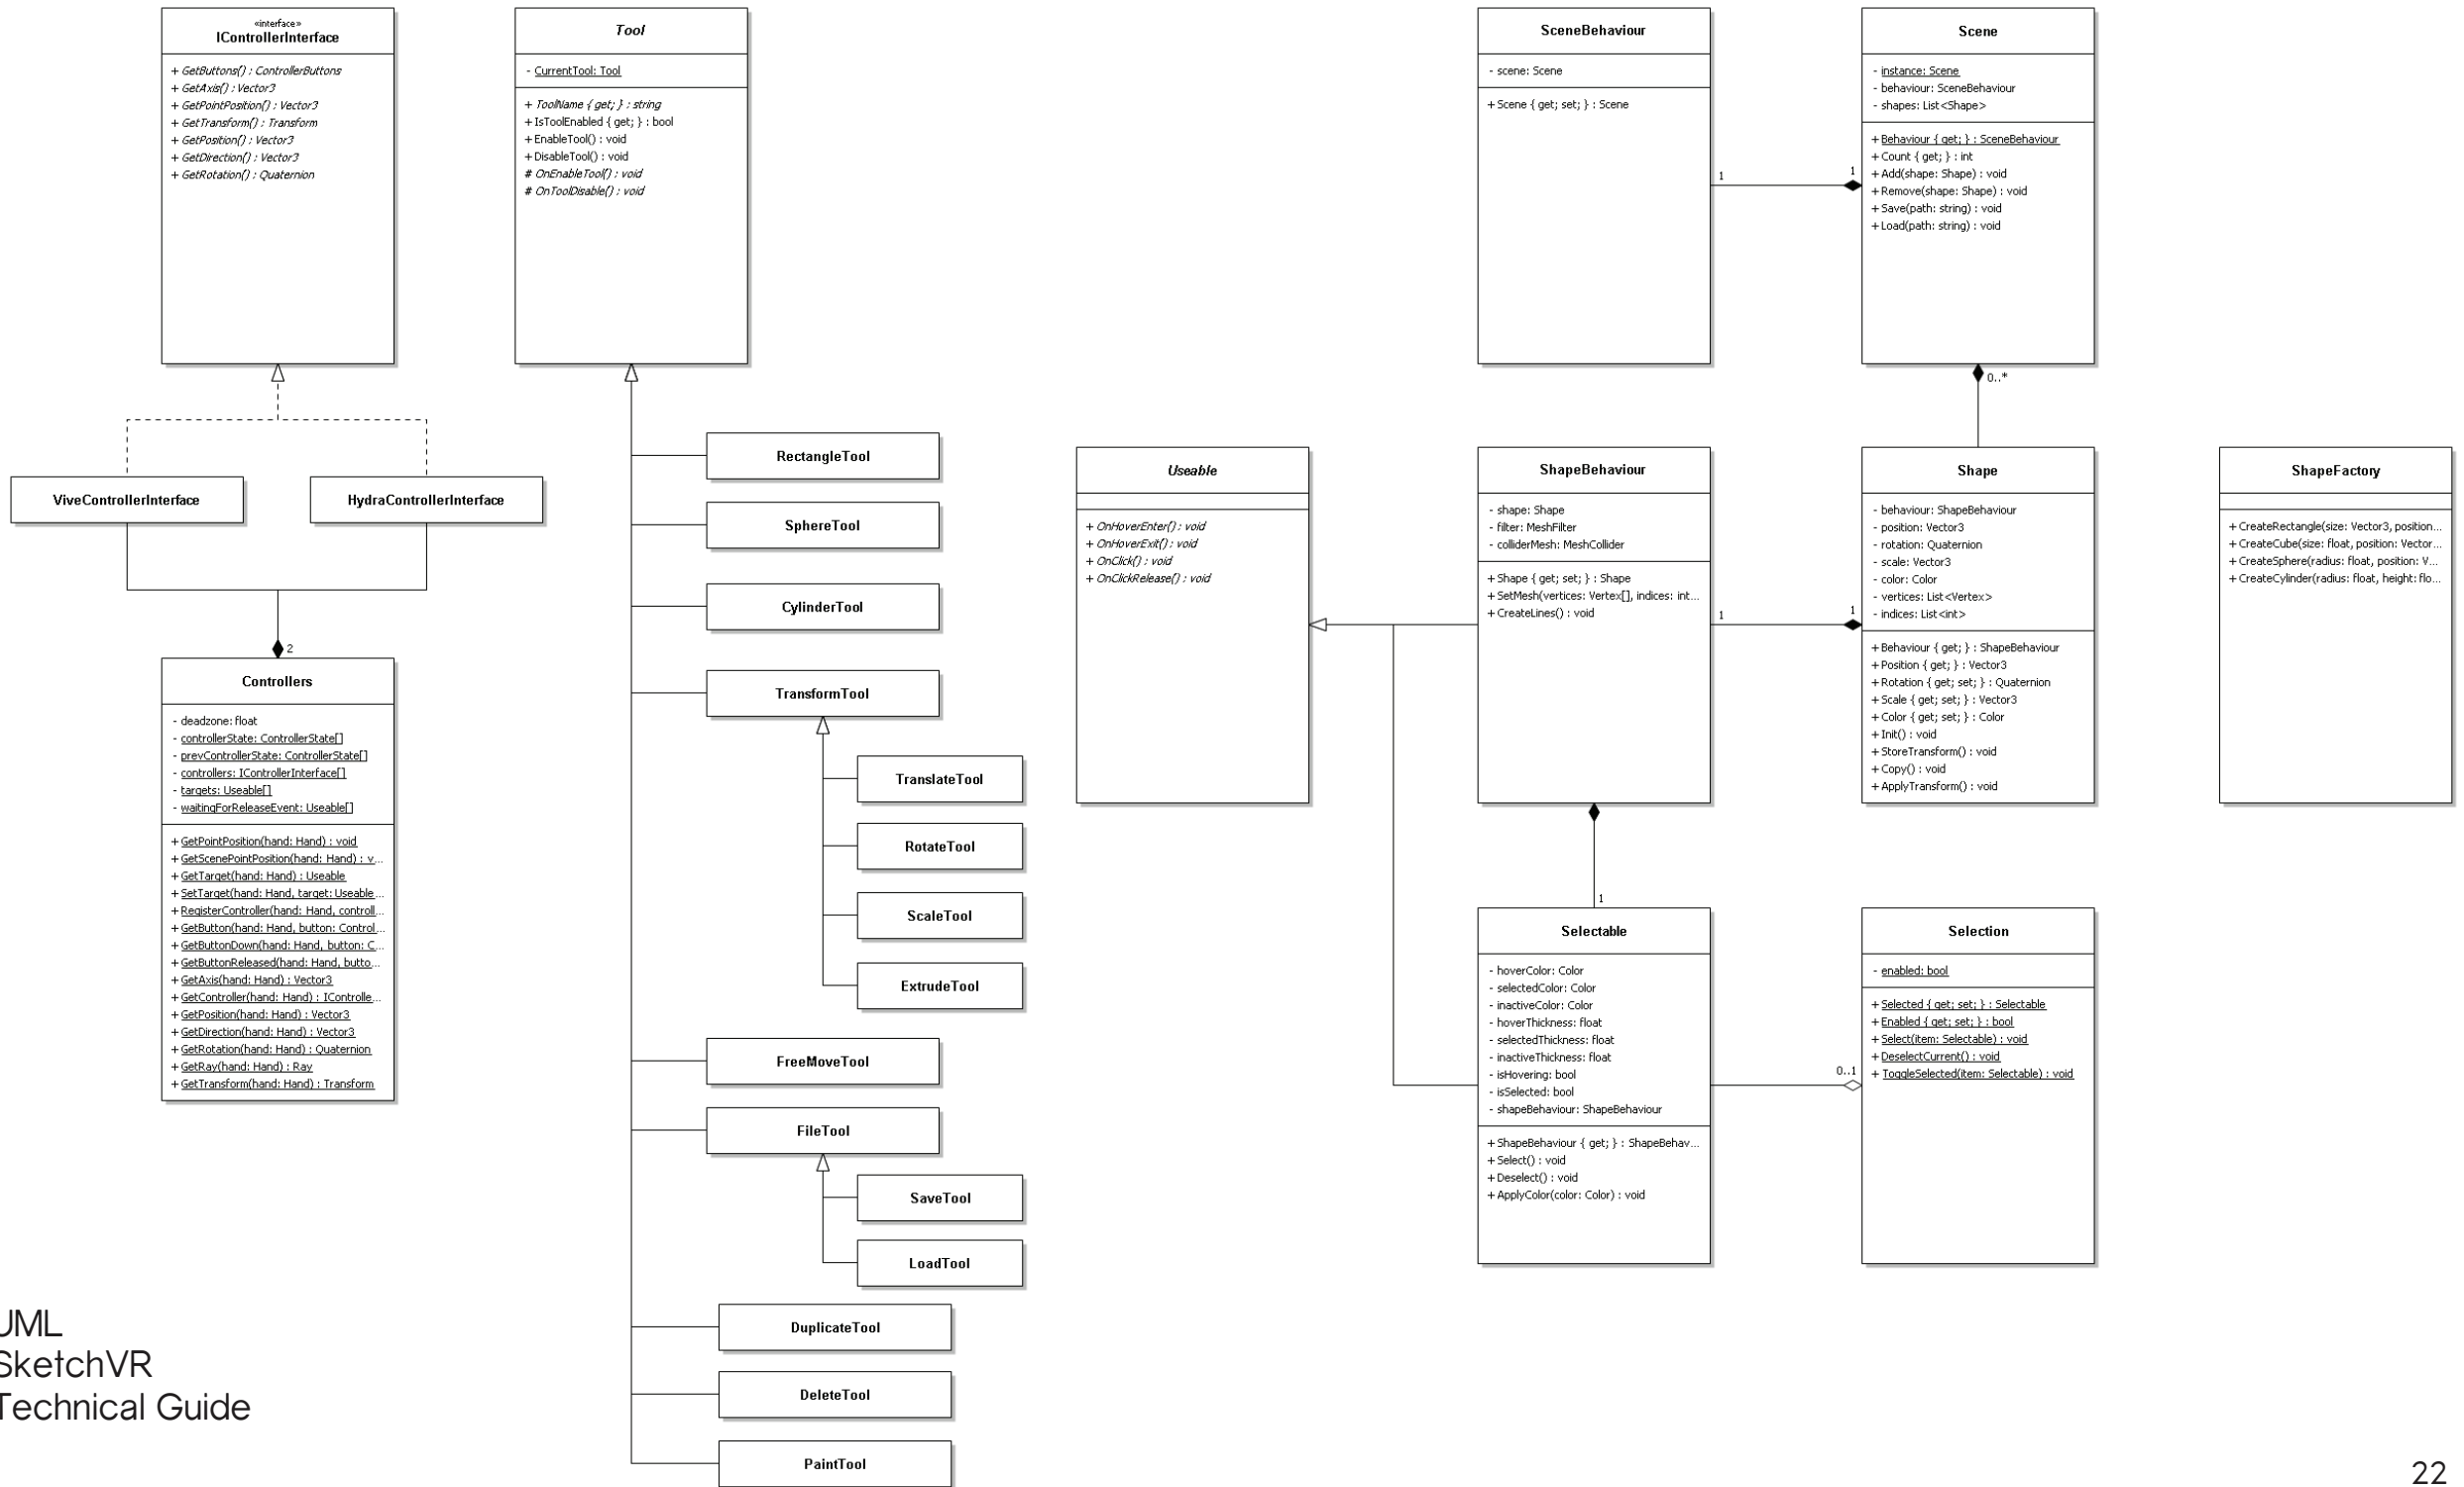 «interface»
IControllerInterface
+ GetButtons() : ControllerButtons
+ GetAxis() : Vector3
+ GetPointPosition() : Vector3
+ GetTransform() : Transform
+ GetPosition() : Vector3
+ GetDirection() : Vector3
+ GetRotation() : Quaternion
ViveControllerInterface
HydraControllerInterface
2
Controllers
- deadzone: float
- controllerState: ControllerState[]
- prevControllerState: ControllerState[]
- controllers: IControllerInterface[]
- targets: Useable[]
- waitingForReleaseEvent: Useable[]
+ GetPointPosition(hand: Hand) : void
+ GetScenePointPosition(hand: Hand) : v...
+ GetTarget(hand: Hand) : Useable
+ SetTarget(hand: Hand, target: Useable...
+ RegisterController(hand: Hand, controll...
+ GetButton(hand: Hand, button: Control...
+ GetButtonDown(hand: Hand, button: C...
+ GetButtonReleased(hand: Hand, butto...
+ GetAxis(hand: Hand) : Vector3
+ GetController(hand: Hand) : IControlle...
+ GetPosition(hand: Hand) : Vector3
+ GetDirection(hand: Hand) : Vector3
+ GetRotation(hand: Hand) : Quaternion
+ GetRay(hand: Hand) : Ray
+ GetTransform(hand: Hand) : Transform
Tool
- CurrentTool: Tool
+ ToolName { get; } : string
+ IsToolEnabled { get; } : bool
+ EnableTool() : void
+ DisableTool() : void
# OnEnableTool() : void
# OnToolDisable() : void
RectangleTool
SphereTool
CylinderTool
TransformTool
TranslateTool
RotateTool
ScaleTool
ExtrudeTool
FreeMoveTool
FileTool
SaveTool
LoadTool
DuplicateTool
DeleteTool
PaintTool
SceneBehaviour
- scene: Scene
+ Scene { get; set; } : Scene
1
1
Scene
- instance: Scene
- behaviour: SceneBehaviour
- shapes: List<Shape>
+ Behaviour { get; } : SceneBehaviour
+ Count { get; } : int
+ Add(shape: Shape) : void
+ Remove(shape: Shape) : void
+ Save(path: string) : void
+ Load(path: string) : void
0..*
Useable
+ OnHoverEnter() : void
+ OnHoverExit() : void
+ OnClick() : void
+ OnClickRelease() : void
ShapeBehaviour
- shape: Shape
- filter: MeshFilter
- colliderMesh: MeshCollider
+ Shape { get; set; } : Shape
+ SetMesh(vertices: Vertex[], indices: int...
+ CreateLines() : void
1
1
Shape
- behaviour: ShapeBehaviour
- position: Vector3
- rotation: Quaternion
- scale: Vector3
- color: Color
- vertices: List<Vertex>
- indices: List<int>
+ Behaviour { get; } : ShapeBehaviour
+ Position { get; } : Vector3
+ Rotation { get; set; } : Quaternion
+ Scale { get; set; } : Vector3
+ Color { get; set; } : Color
+ Init() : void
+ StoreTransform() : void
+ Copy() : void
+ ApplyTransform() : void
ShapeFactory
+ CreateRectangle(size: Vector3, position...
+ CreateCube(size: float, position: Vector...
+ CreateSphere(radius: float, position: V...
+ CreateCylinder(radius: float, height: flo...
1
Selectable
- hoverColor: Color
- selectedColor: Color
- inactiveColor: Color
- hoverThickness: float
- selectedThickness: float
- inactiveThickness: float
- isHovering: bool
- isSelected: bool
- shapeBehaviour: ShapeBehaviour
+ ShapeBehaviour { get; } : ShapeBehav...
+ Select() : void
+ Deselect() : void
+ ApplyColor(color: Color) : void
0..1
Selection
- enabled: bool
+ Selected { get; set; } : Selectable
+ Enabled { get; set; } : bool
+ Select(item: Selectable) : void
+ DeselectCurrent() : void
+ ToggleSelected(item: Selectable) : void
UML
SketchVR
Technical Guide
22